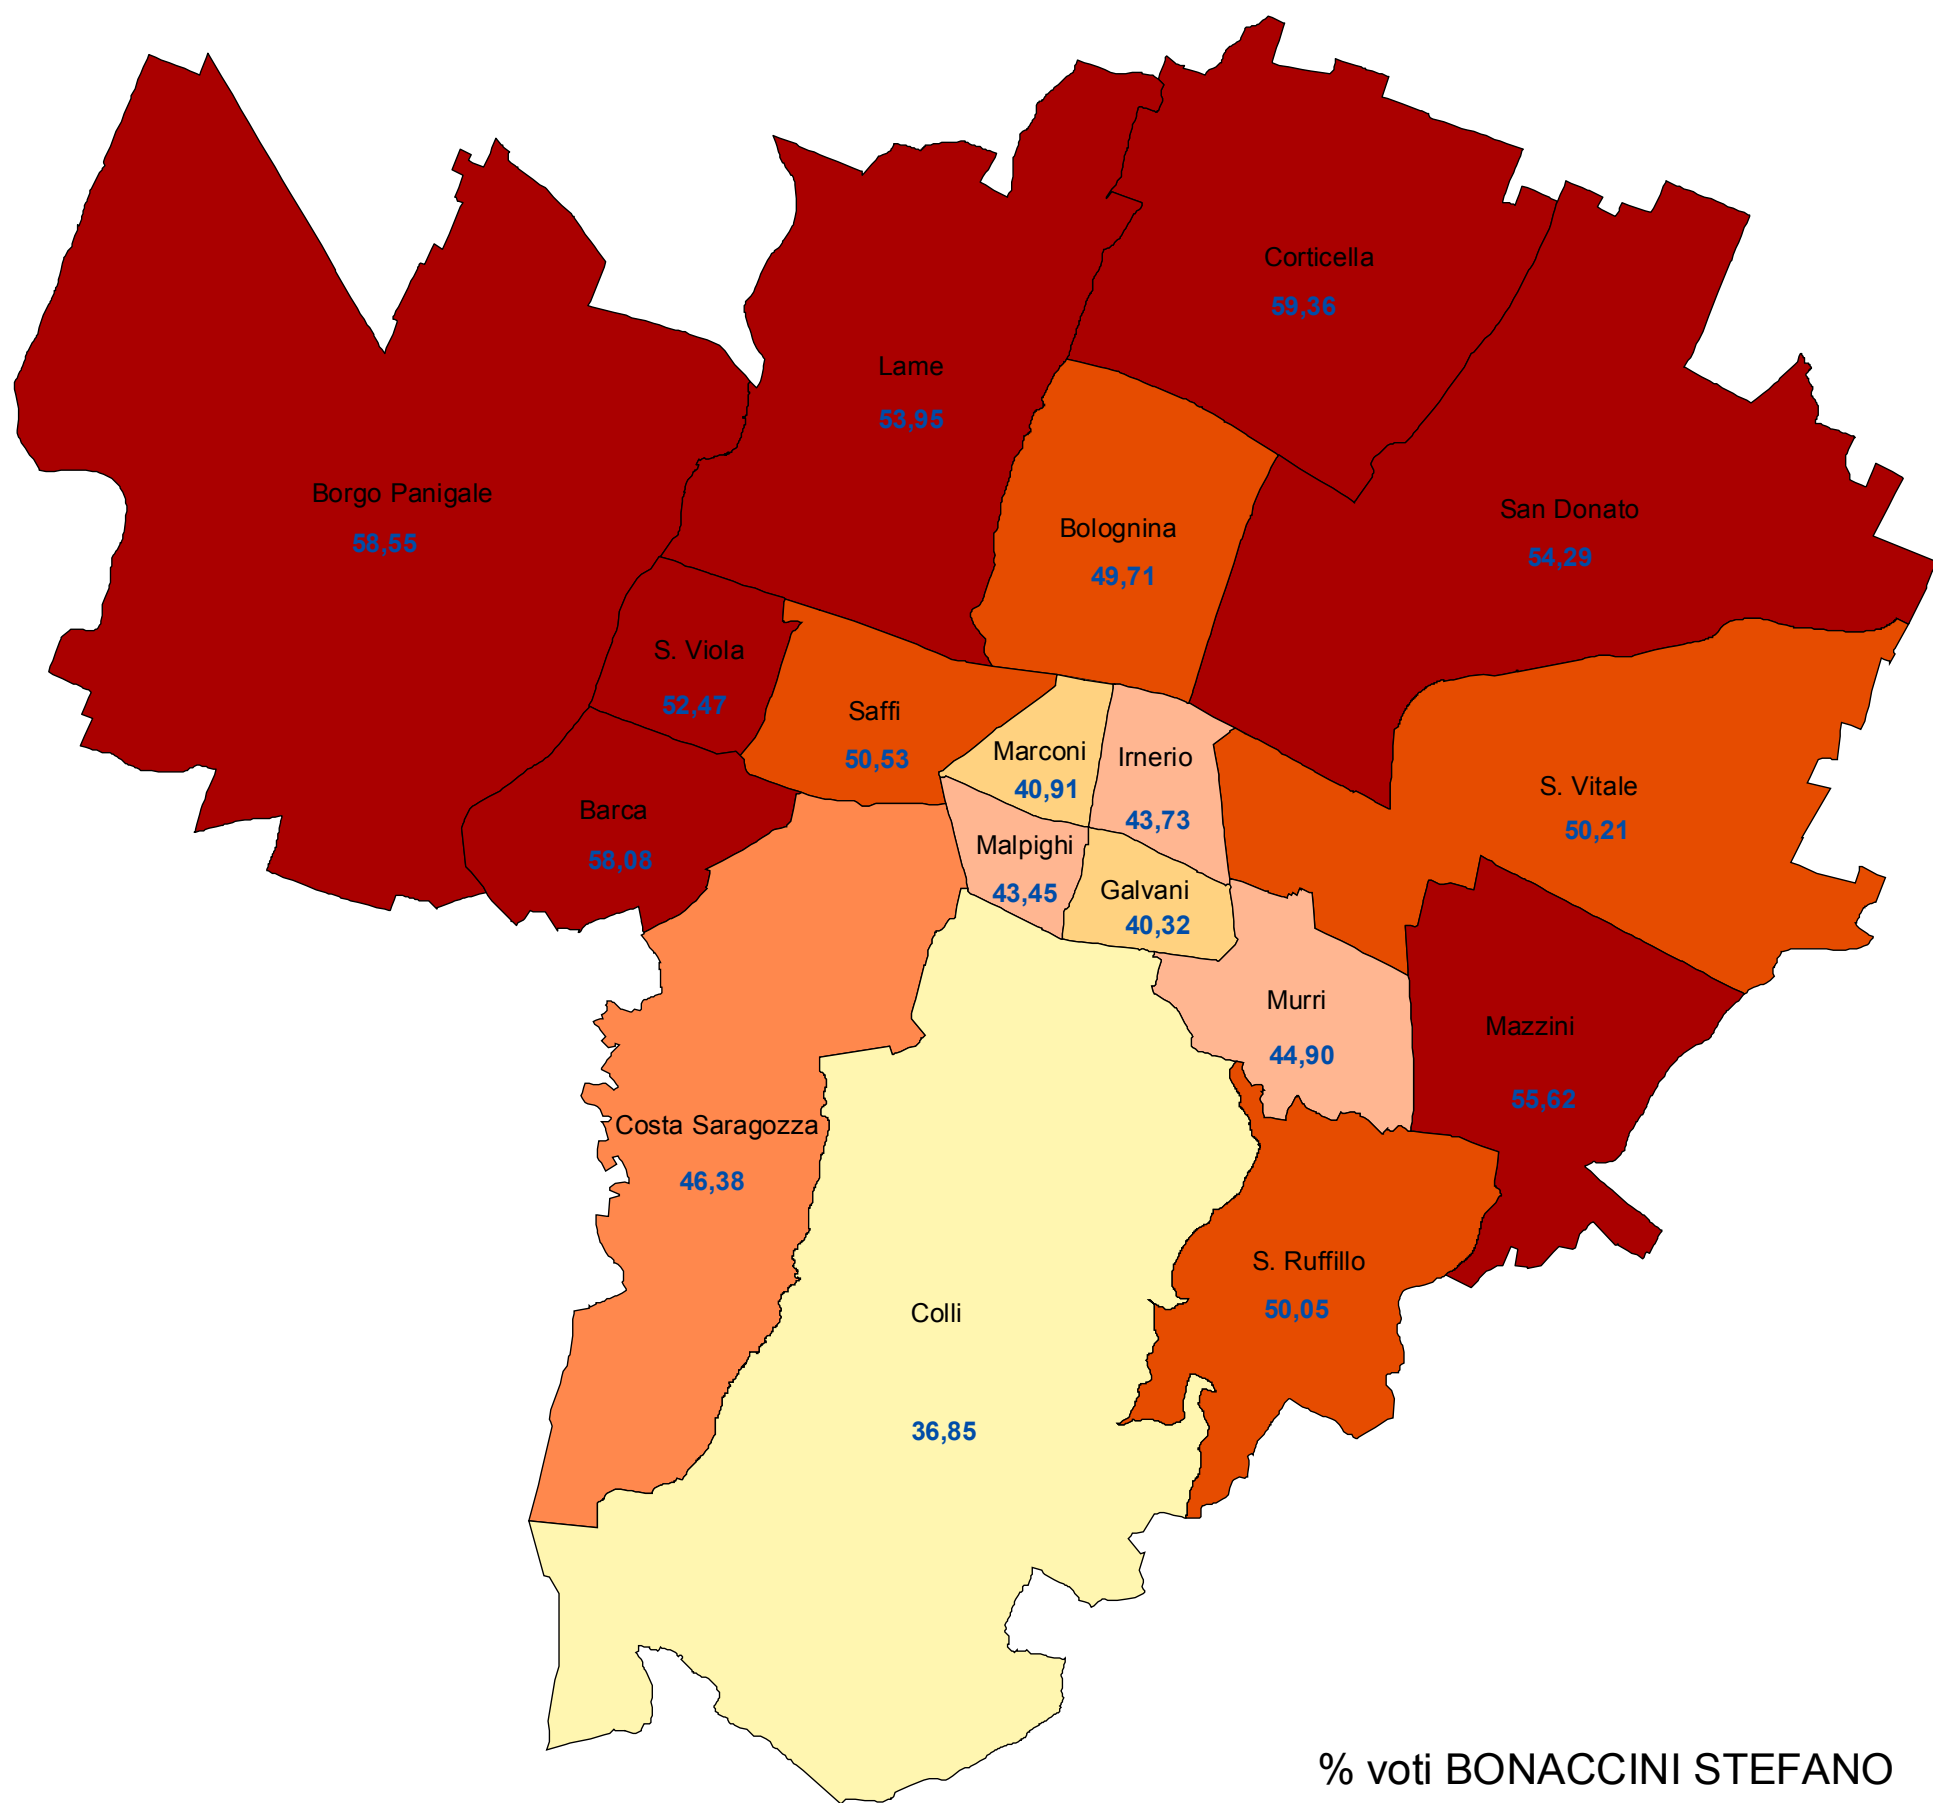 Corticella
59,36
Lame
53,95
Borgo Panigale
58,55
San Donato
54,29
Bolognina
49,71
S. Viola
52,47
Saffi
50,53
Marconi
40,91
Irnerio
43,73
S. Vitale
50,21
Barca
58,08
Malpighi
43,45
Galvani
40,32
Murri
44,90
Mazzini
55,62
Costa Saragozza
46,38
S. Ruffillo
50,05
Colli
36,85
% voti BONACCINI STEFANO